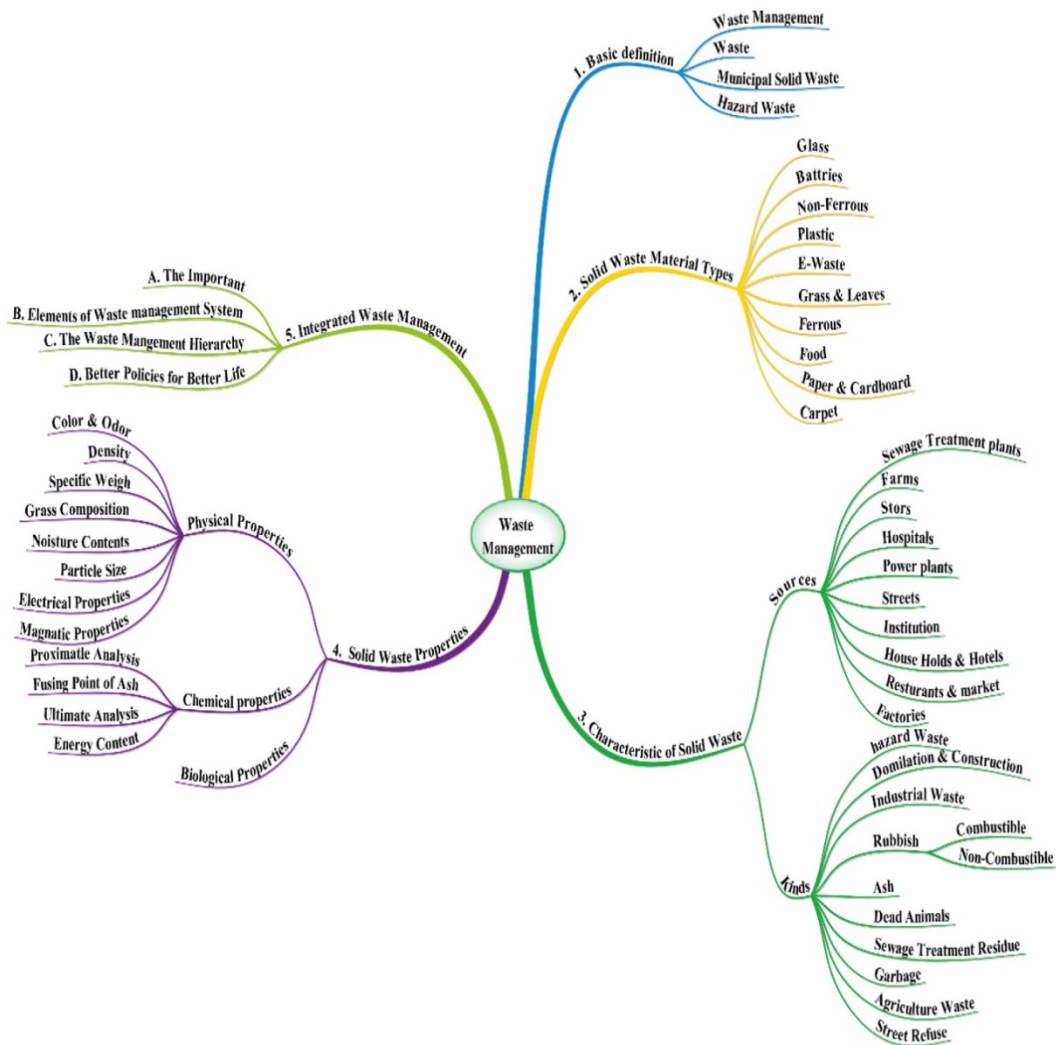 Waste
Management
1. Basic definition
Waste Management
Waste
Municipal Solid Waste
Hazard Waste
2. Solid Waste Material Types
Glass
Battries
Non-Ferrous
Plastic
E-Waste
Grass & Leaves
Ferrous
Food
Paper & Cardboard
Carpet
3. Characteristic of Solid Waste
Sources
Sewage Treatment plants
Farms
Stors
Hospitals
Power plants
Streets
Institution
House Holds & Hotels
Resturants & market
Factories
Kinds
hazard Waste
Domilation & Construction
Industrial Waste
Rubbish
Combustible
Non-Combustible
Ash
Dead Animals
Sewage Treatment Residue
Garbage
Agriculture Waste
Street Refuse
4. Solid Waste Properties
Physical Properties
Color & Odor
Density
Specific Weigh
Grass Composition
Noisture Contents
Particle Size
Electrical Properties
Magnatic Properties
Chemical properties
Proximatle Analysis
Fusing Point of Ash
Ultimate Analysis
Energy Content
Biological Properties
5. Integrated Waste Management
A. The Important
B. Elements of Waste management System
C. The Waste Mangement Hierarchy
D. Better Policies for Better Life